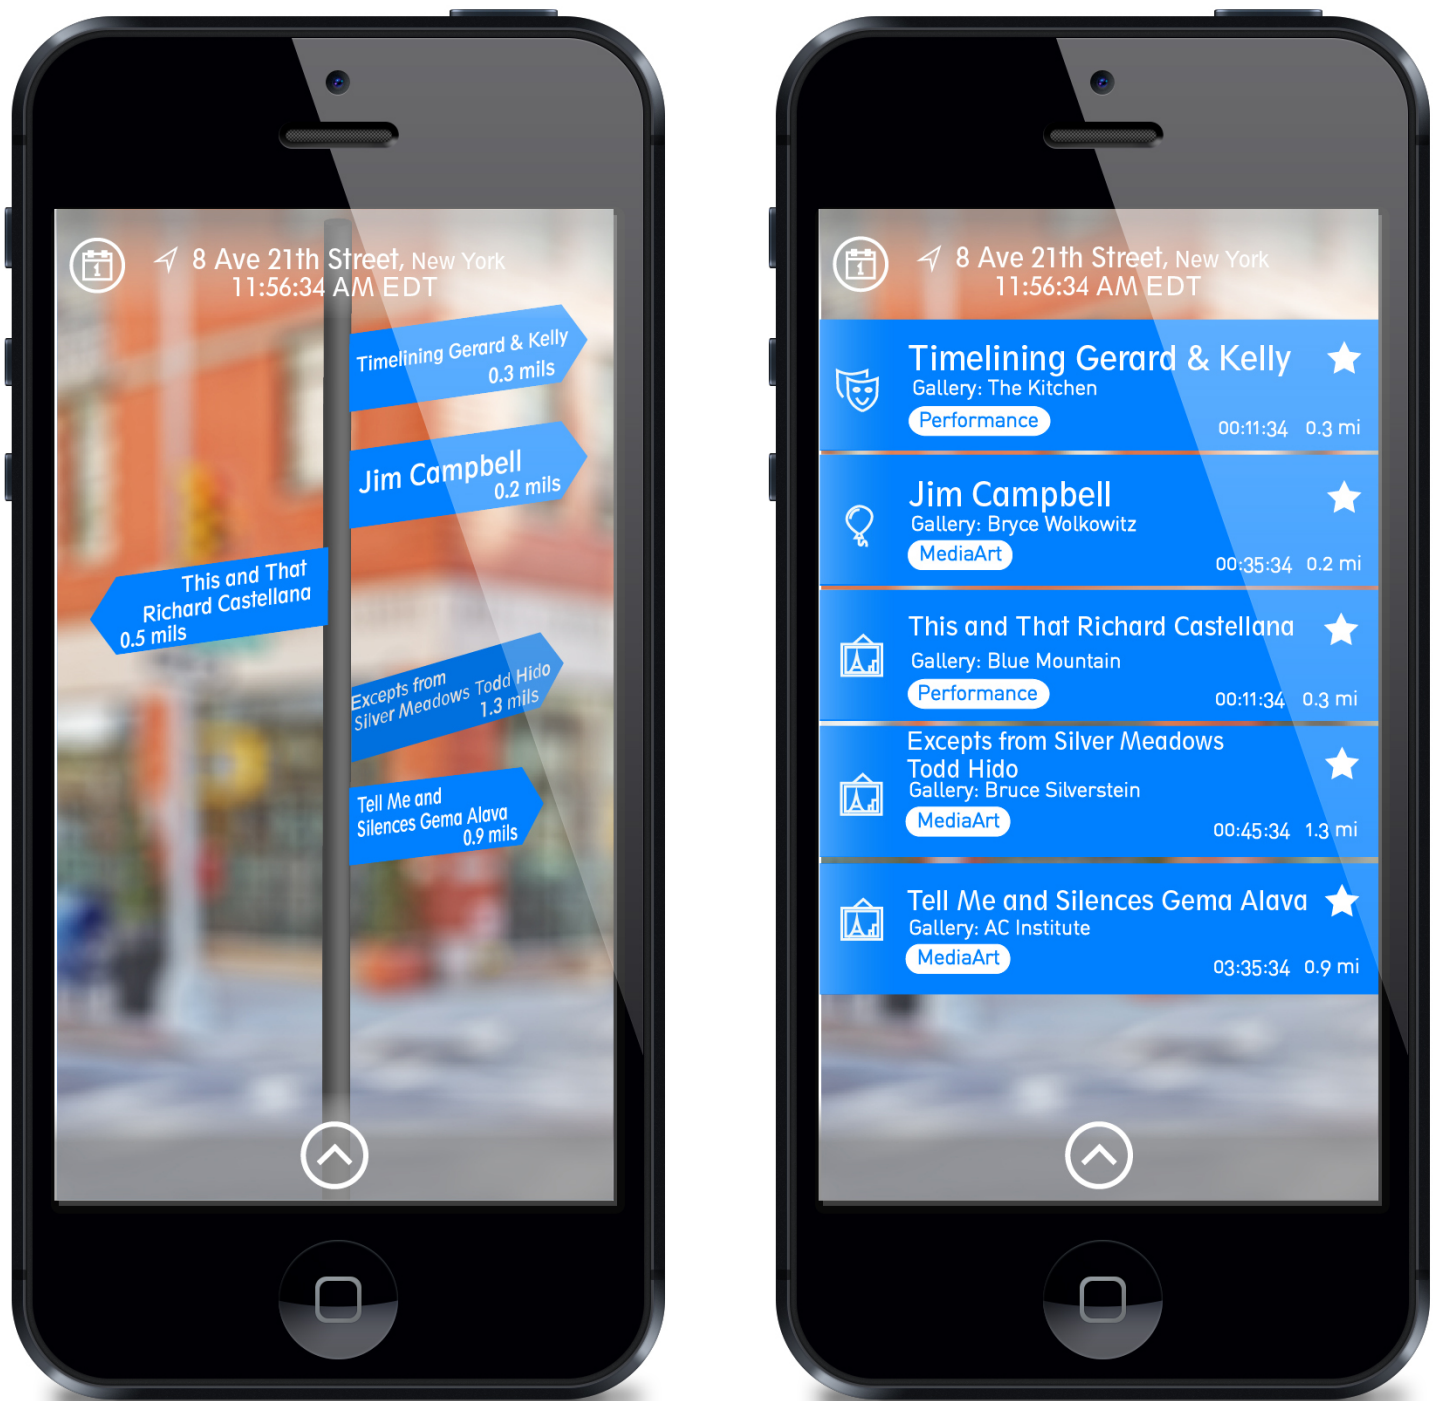 8 Ave 21th Street, New York
11:56:34 AM EDT
Timelining Gerard & Kelly
0.3 mils
Jim Campbell
0.2 mils
This and That
Richard Castellana
0.5 mils
Excepts from
Silver Meadows Todd Hido
1.3 mils
Tell Me and
Silences Gema Alava
0.9 mils
8 Ave 21th Street, New York
11:56:34 AM EDT
Timelining Gerard & Kelly
Gallery: The Kitchen
Performance
00:11:34 0.3 mi
Jim Campbell
Gallery: Bryce Wolkowitz
MediaArt
00:35:34 0.2 mi
This and That Richard Castellana
Gallery: Blue Mountain
Performance
00:11:34 0.3 mi
Excepts from Silver Meadows
Todd Hido
Gallery: Bruce Silverstein
MediaArt
00:45:34 1.3 mi
Tell Me and Silences Gema Alava
Gallery: AC Institute
MediaArt
03:35:34 0.9 mi